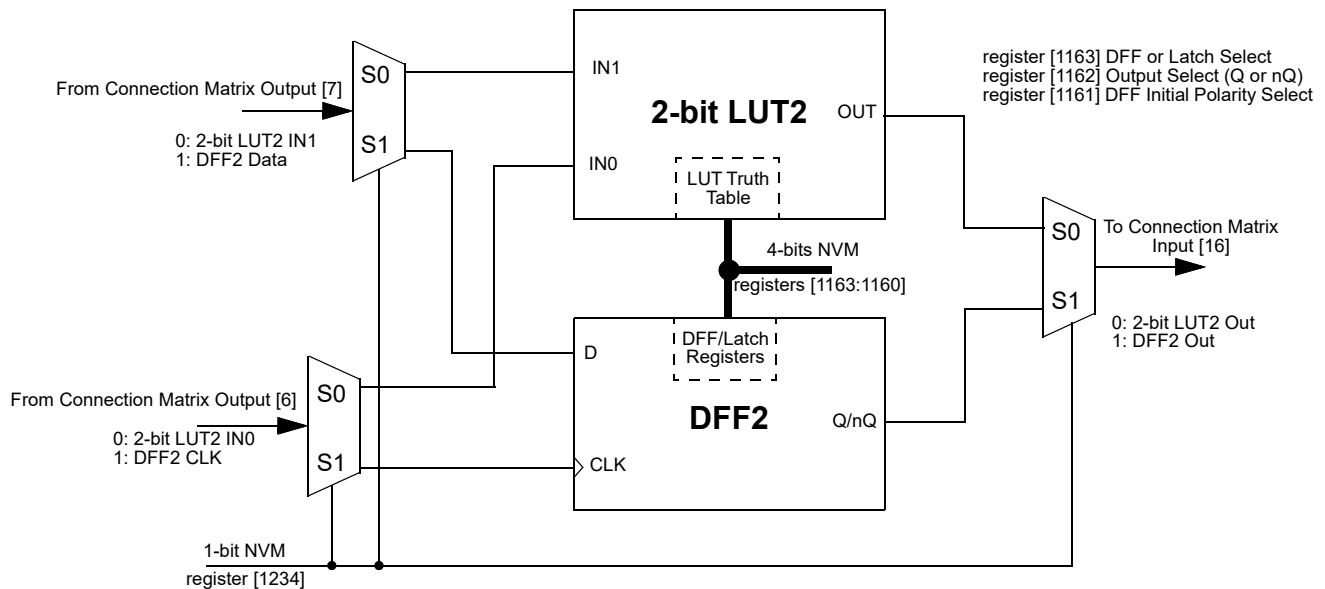 From Connection Matrix Output [7]
0: 2-bit LUT2 IN1
1: DFF2 Data
S0
S1
IN1
IN0
2-bit LUT2
OUT
LUT Truth
Table
register [1163] DFF or Latch Select
register [1162] Output Select (Q or nQ)
register [1161] DFF Initial Polarity Select
4-bits NVM
registers [1163:1160]
S0
S1
To Connection Matrix
Input [16]
0: 2-bit LUT2 Out
1: DFF2 Out
From Connection Matrix Output [6]
0: 2-bit LUT2 IN0
1: DFF2 CLK
S0
S1
D
CLK
DFF/Latch
Registers
DFF2
Q/nQ
1-bit NVM
register [1234]